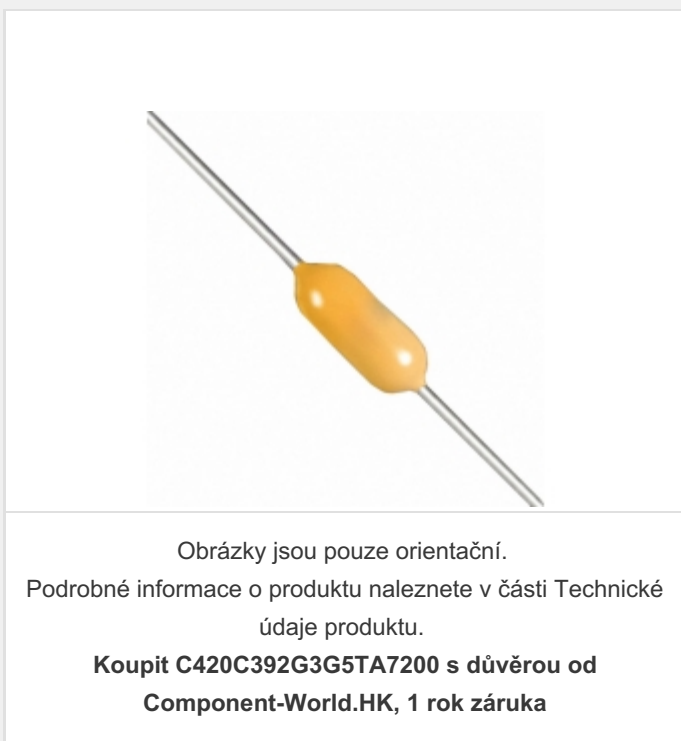 Obrázky jsou pouze orientační.
Podrobné informace o produktu naleznete v části Technické
údaje produktu.
Koupit C420C392G3G5TA7200 s důvěrou od
Component-World.HK, 1 rok záruka